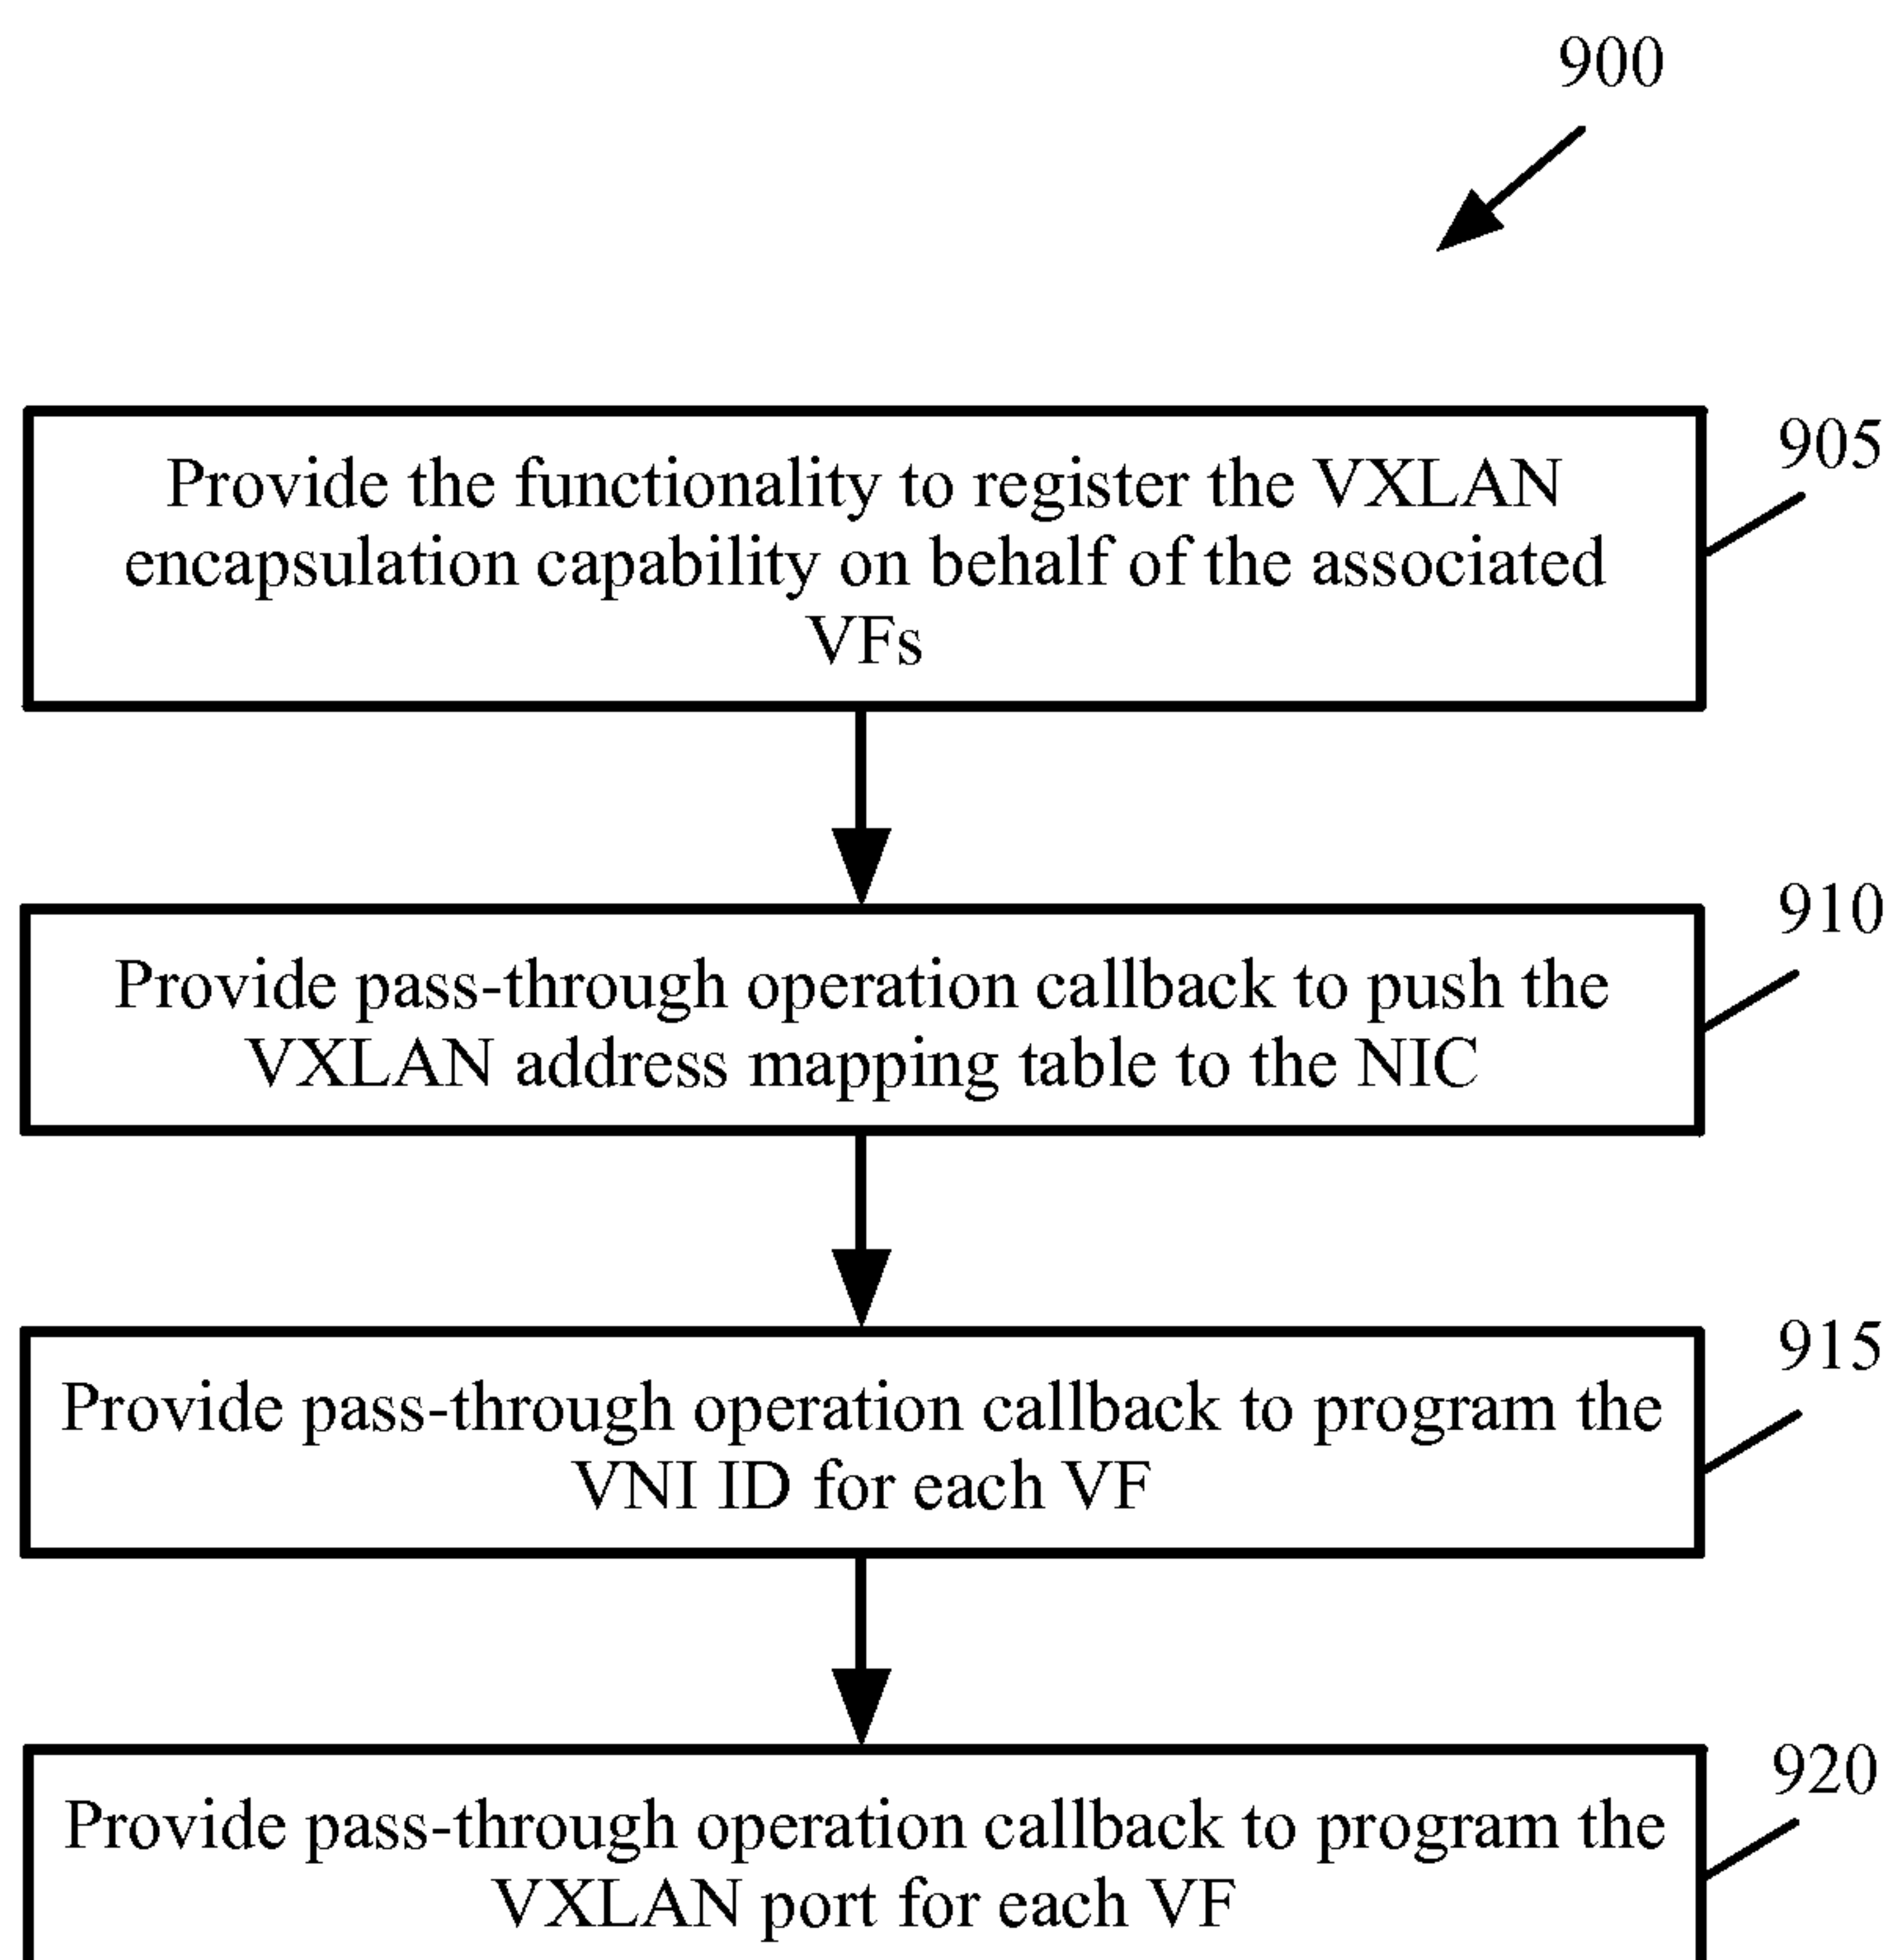 900
905
Provide the functionality to register the VXLAN
encapsulation capability on behalf of the associated
VFs
910
Provide pass-through operation callback to push the
VXLAN address mapping table to the NIC
915
Provide pass-through operation callback to program the
VNI ID for each VF
920
Provide pass-through operation callback to program the
VXLAN port for each VF